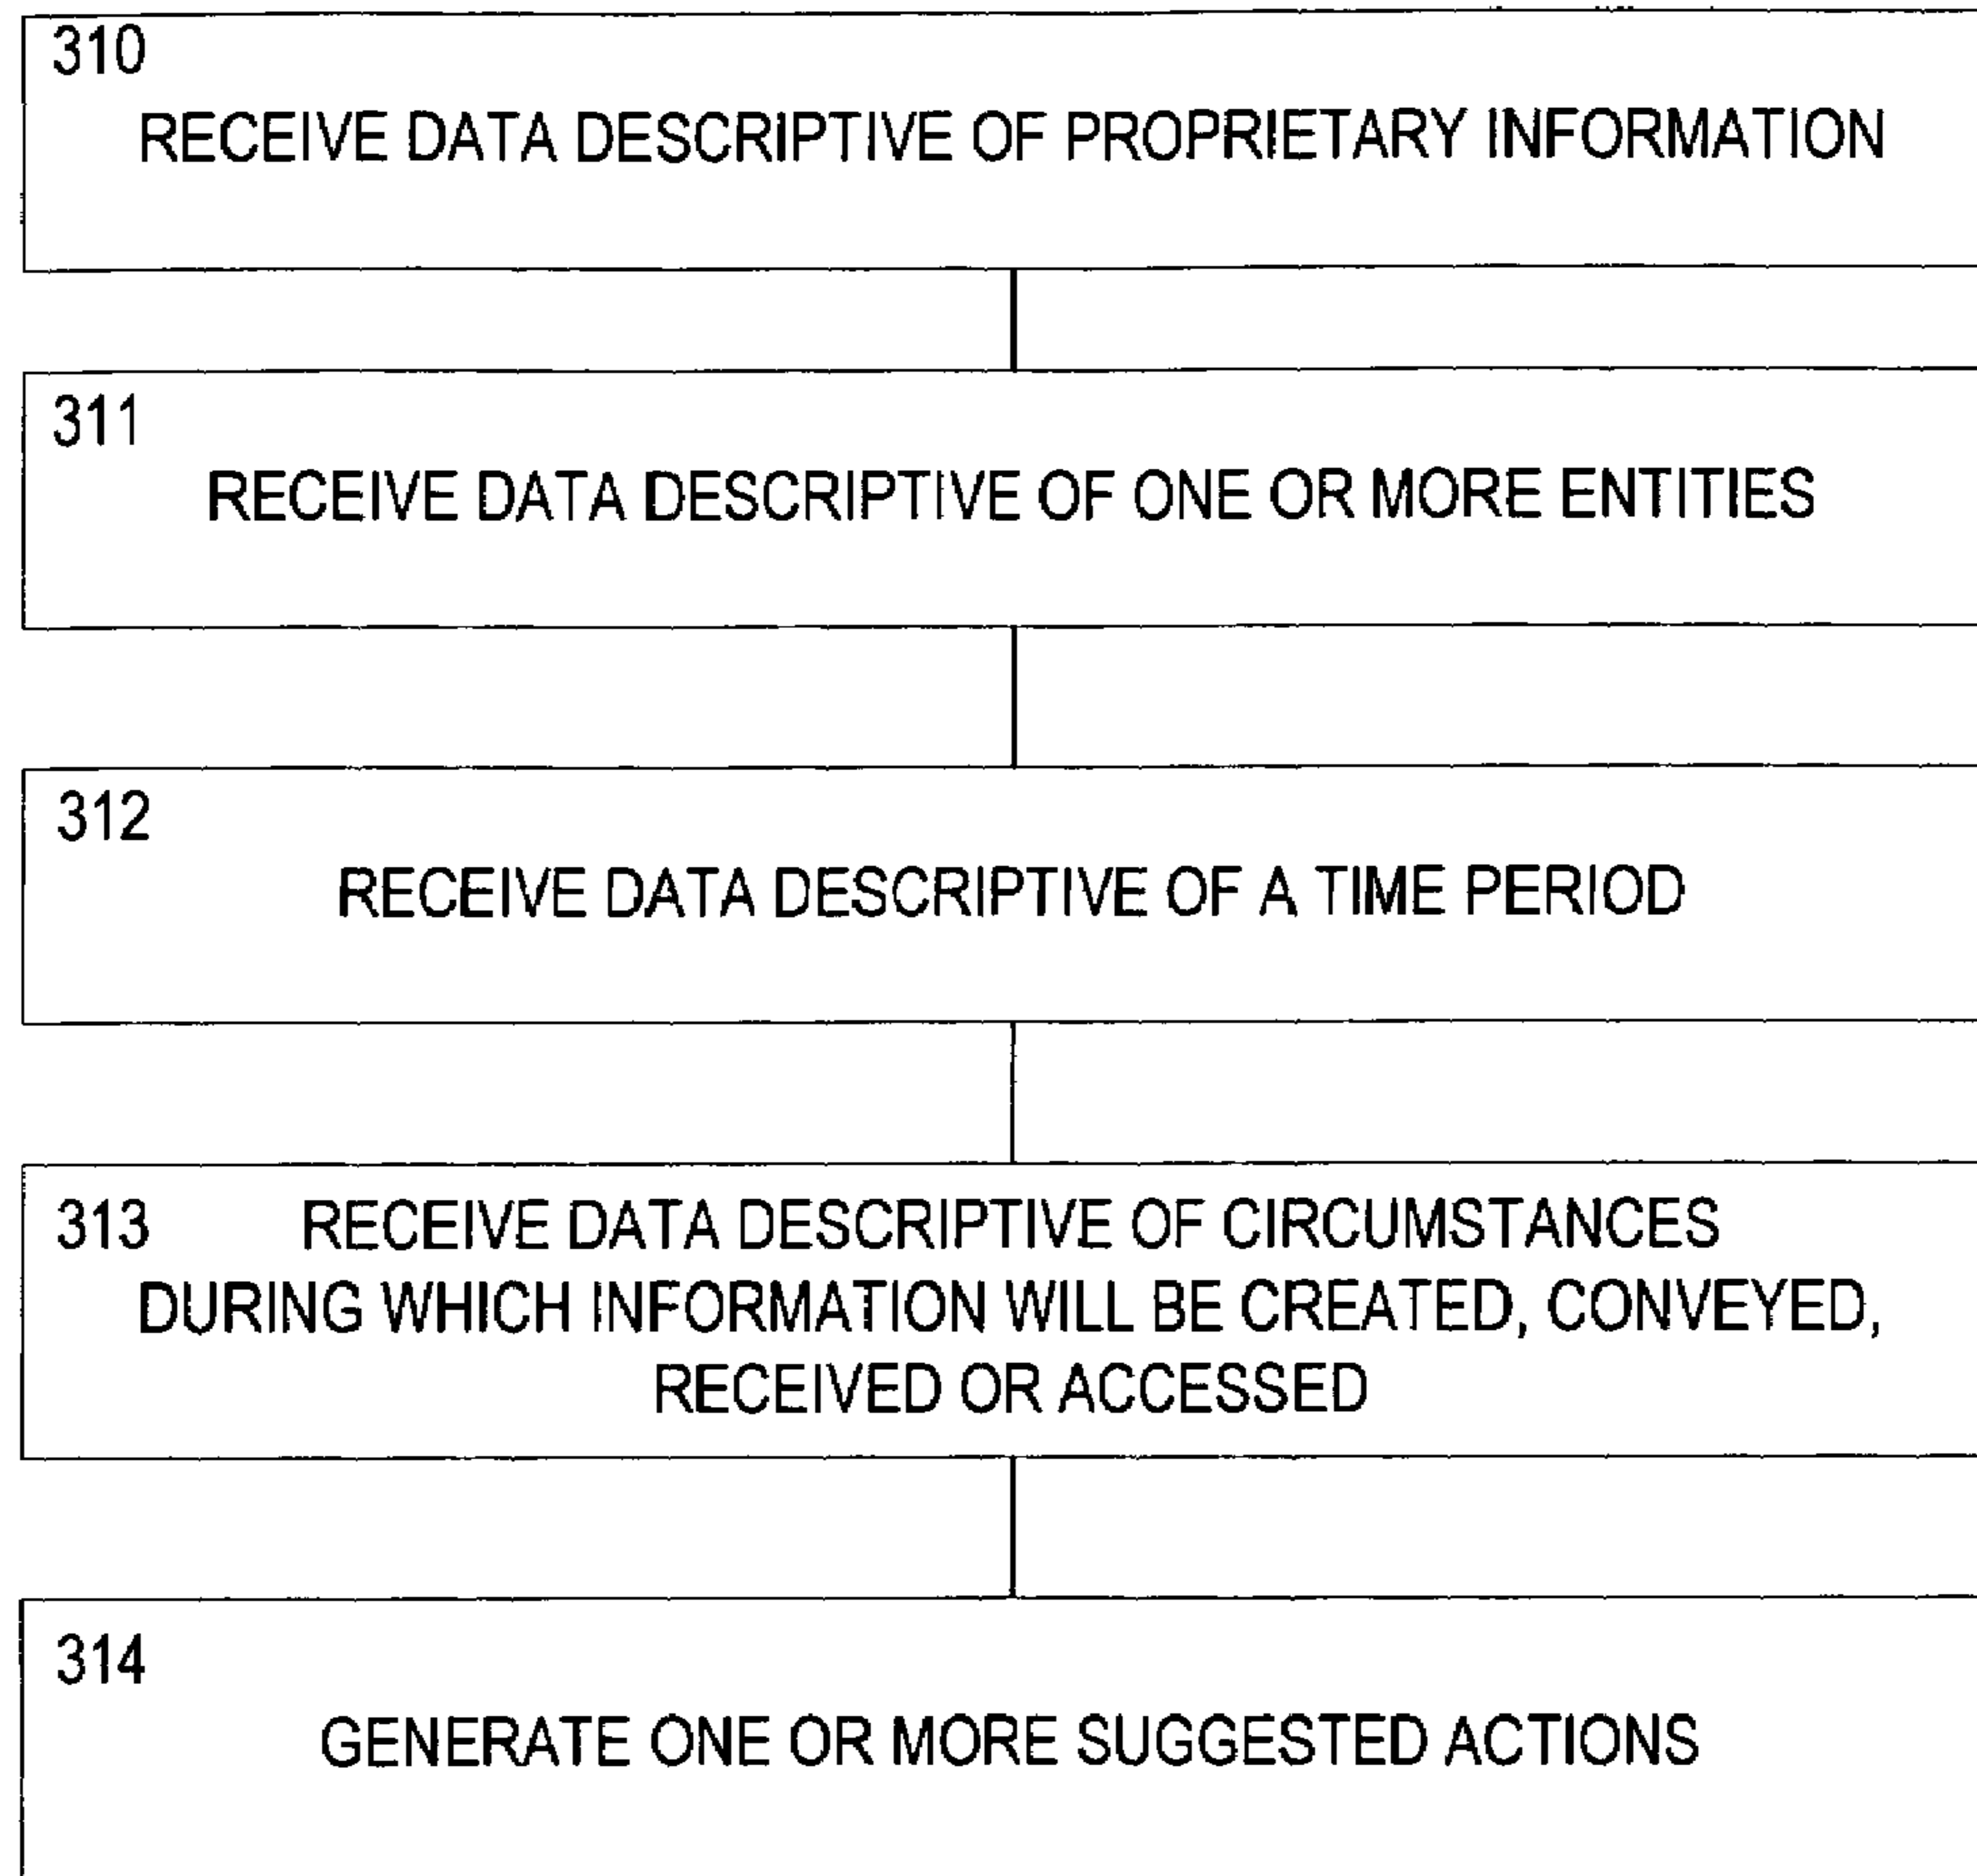 310
RECEIVE DATA DESCRIPTIVE OF PROPRIETARY INFORMATION
311
RECEIVE DATA DESCRIPTIVE OF ONE OR MORE ENTITIES
312
RECEIVE DATA DESCRIPTIVE OF A TIME PERIOD
313 RECEIVE DATA DESCRIPTIVE OF CIRCUMSTANCES
DURING WHICH INFORMATION WILL BE CREATED, CONVEYED,
RECEIVED OR ACCESSED
314
GENERATE ONE OR MORE SUGGESTED ACTIONS